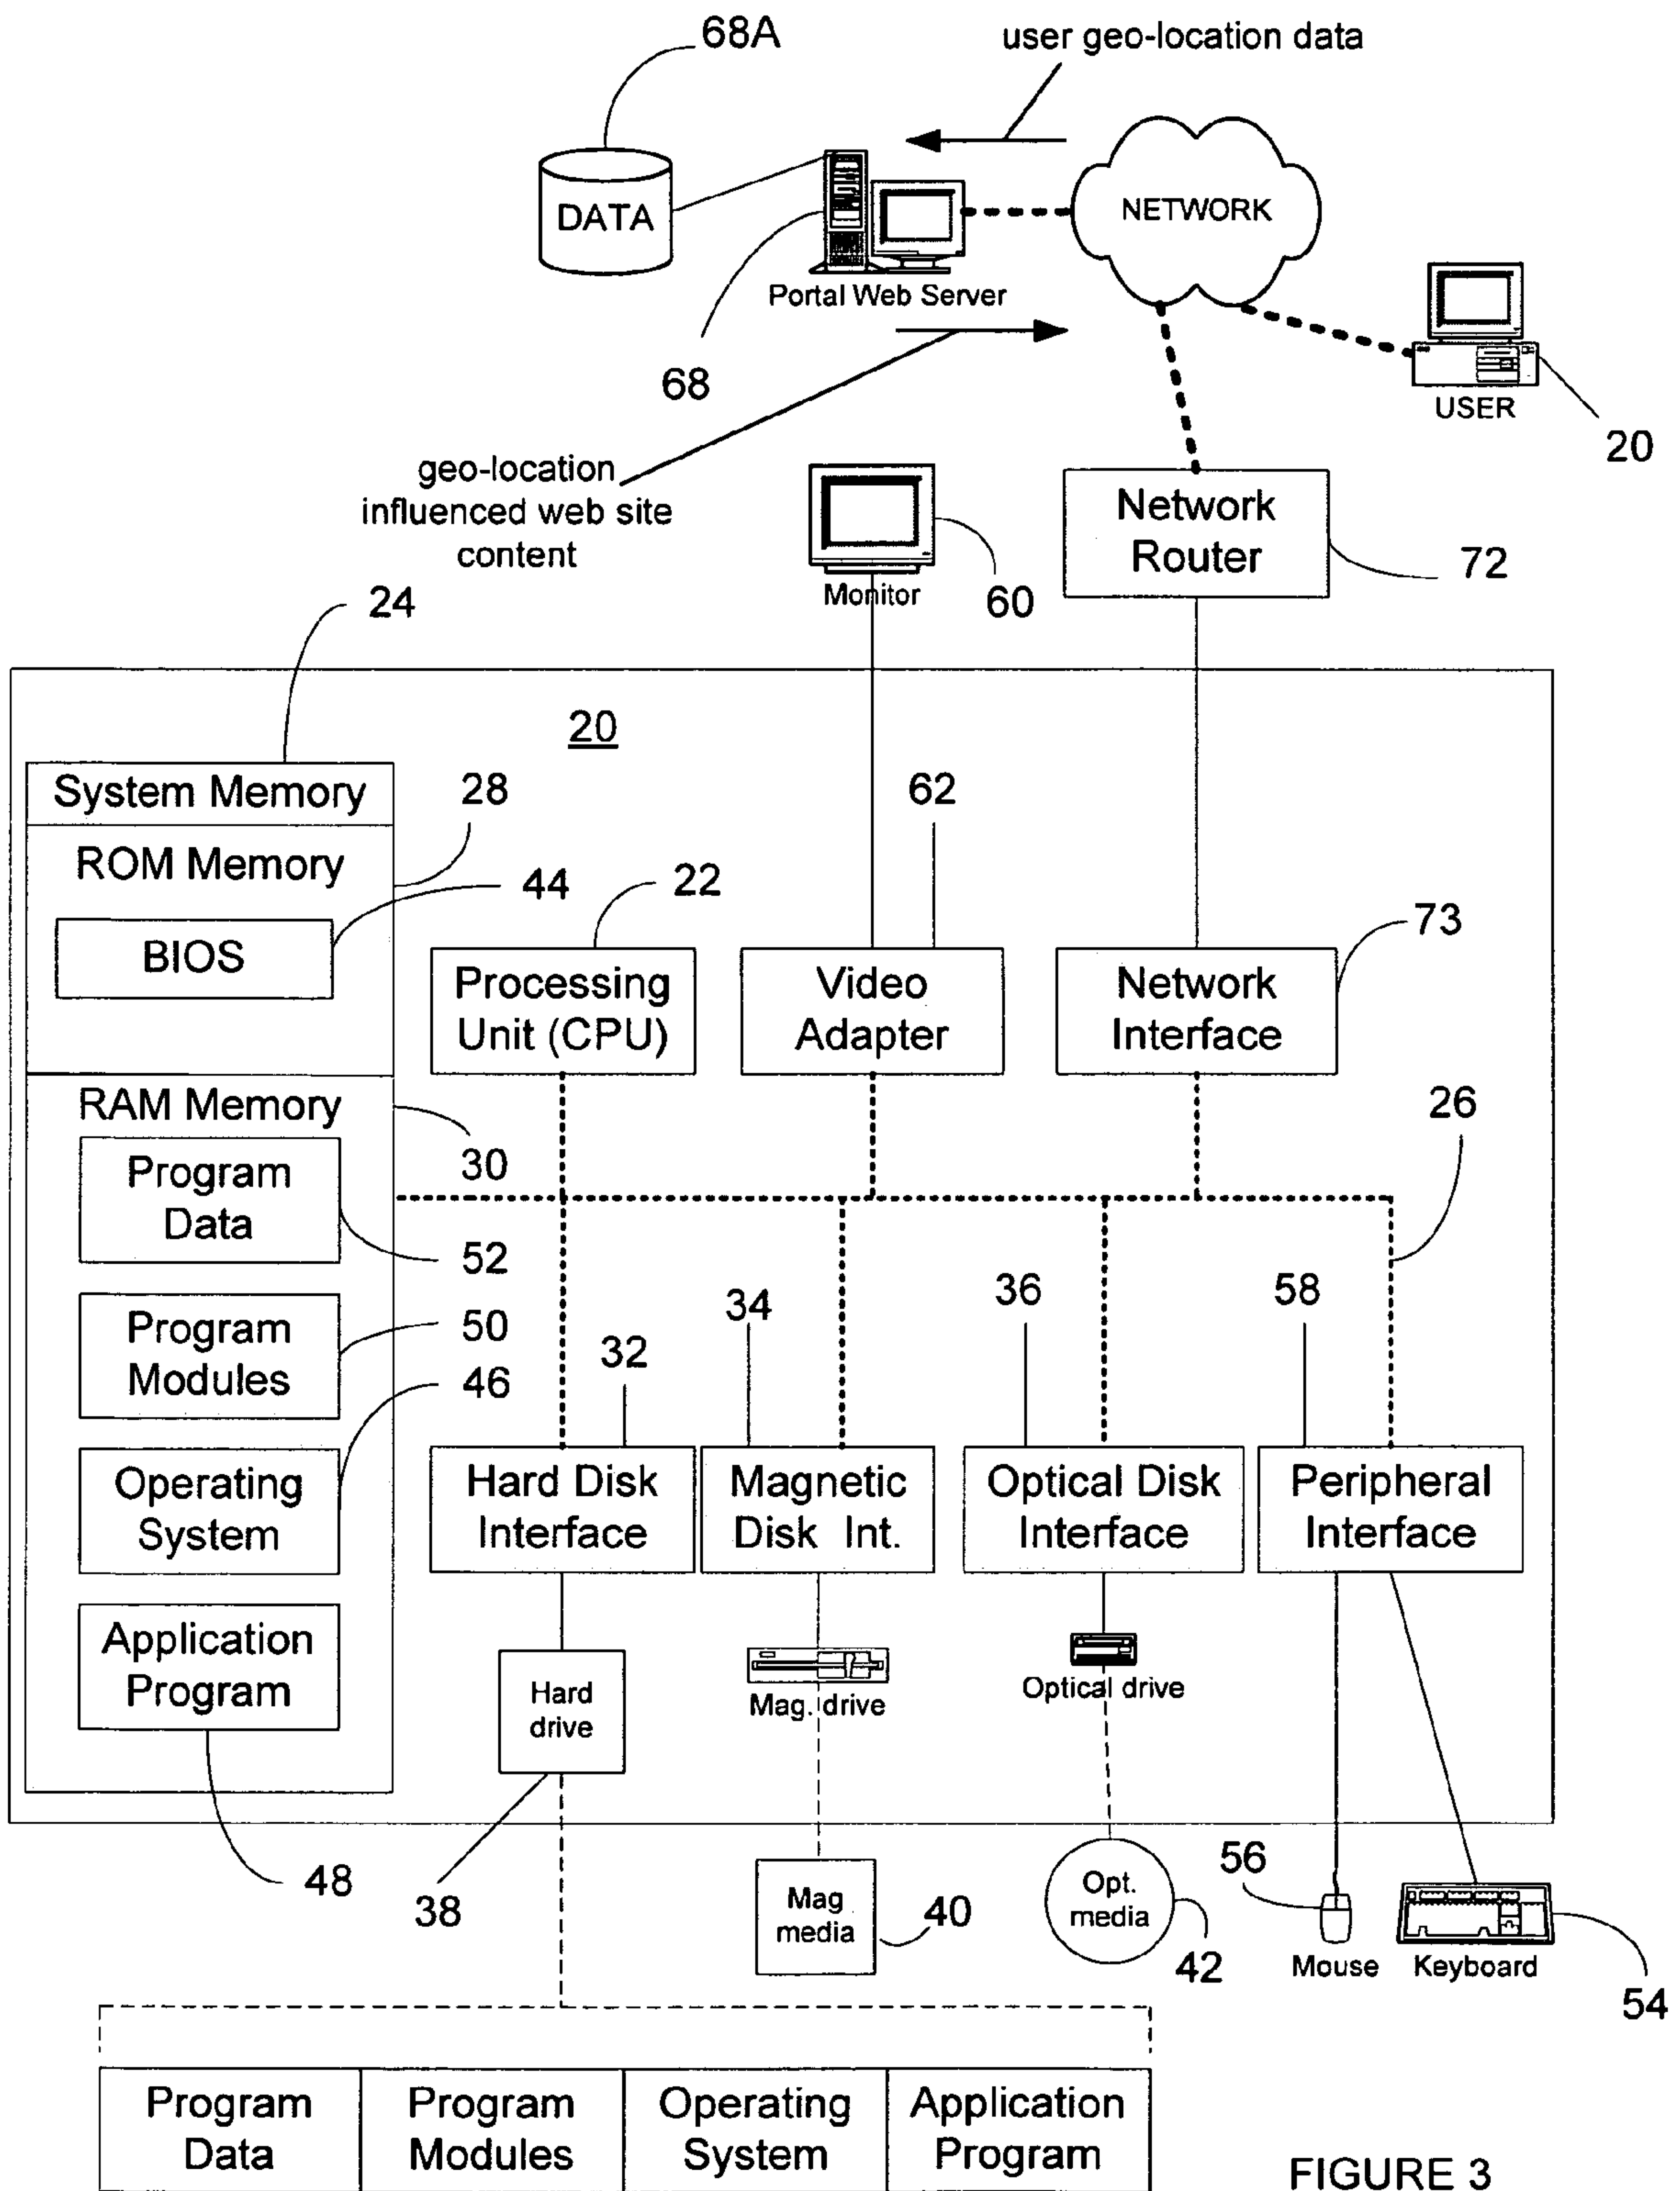 68A
user geo-location data
DATA
NETWORK
Portal Web Server
68
USER
20
geo-location
influenced web site
content
Monitor
60
Network
Router
72
24
20
System Memory
28
62
ROM Memory
44
22
73
BIOS
Processing
Unit (CPU)
Video
Adapter
Network
Interface
RAM Memory
30
26
Program
Data
52
Program
Modules
50
46
32
34
36
58
Operating
System
Hard Disk
Interface
Magnetic
Disk Int.
Optical Disk
Interface
Peripheral
Interface
Application
Program
Hard
drive
Mag. drive
Optical drive
48
38
Mag
media
40
Opt.
media
42
56
Mouse
Keyboard
54
Program
Data
Program
Modules
Operating
System
Application
Program
FIGURE 3